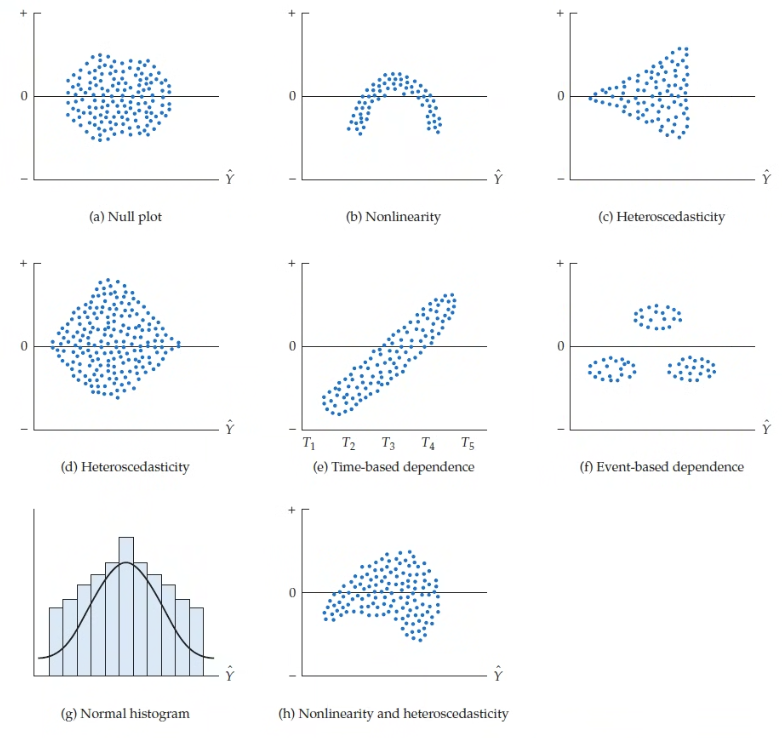 +
0
−
Ŷ
(a) Null plot
+
0
−
Ŷ
(b) Nonlinearity
+
0
−
Ŷ
(c) Heteroscedasticity
+
0
−
Ŷ
(d) Heteroscedasticity
+
0
−
T₁ T₂ T₃ T₄ T₅
(e) Time-based dependence
+
0
−
Ŷ
(f) Event-based dependence
Ŷ
(g) Normal histogram
+
0
−
Ŷ
(h) Nonlinearity and heteroscedasticity